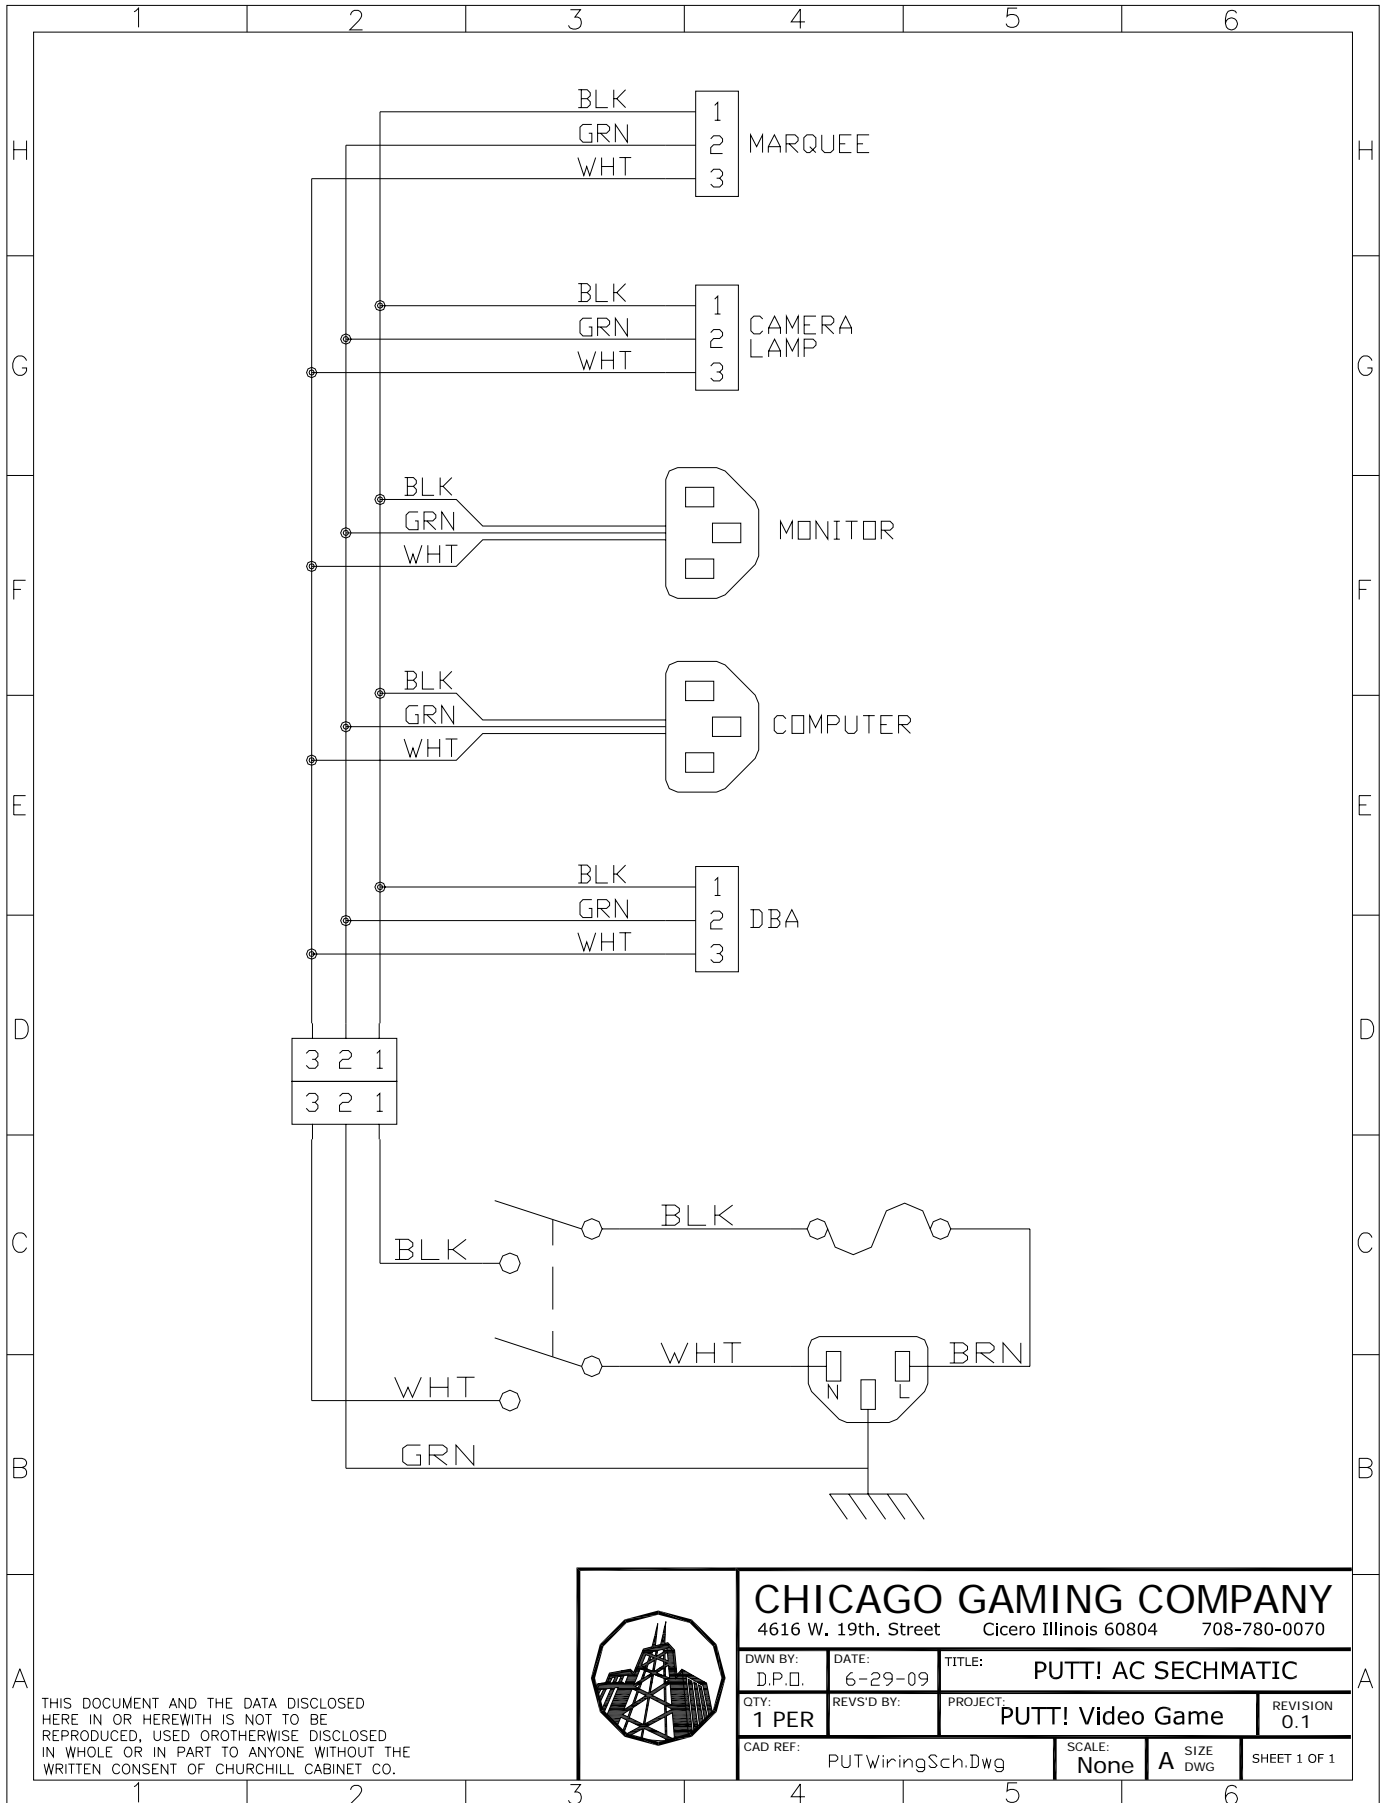 1 2 3 4 5 6
H H
BLK 1
GRN 2 MARQUEE
WHT 3
G G
BLK 1
GRN 2 CAMERA
LAMP
WHT 3
BLK
GRN MONITOR
WHT
F F
BLK
GRN COMPUTER
WHT
E E
BLK 1
GRN 2 DBA
WHT 3
D D
3 2 1
3 2 1
C C
BLK
BLK
WHT BRN
N L
WHT
GRN
B B
A A
THIS DOCUMENT AND THE DATA DISCLOSED
HERE IN OR HEREWITH IS NOT TO BE
REPRODUCED, USED OROTHERWISE DISCLOSED
IN WHOLE OR IN PART TO ANYONE WITHOUT THE
WRITTEN CONSENT OF CHURCHILL CABINET CO.
CHICAGO GAMING COMPANY
4616 W. 19th. Street Cicero Illinois 60804 708-780-0070
DWN BY: D.P.O. DATE: 6-29-09 TITLE: PUTT! AC SECHMATIC
QTY: 1 PER REVS'D BY: PROJECT: PUTT! Video Game REVISION 0.1
CAD REF: PUTWiringSch.Dwg SCALE: None A SIZE DWG SHEET 1 OF 1
2 3 4 5 6